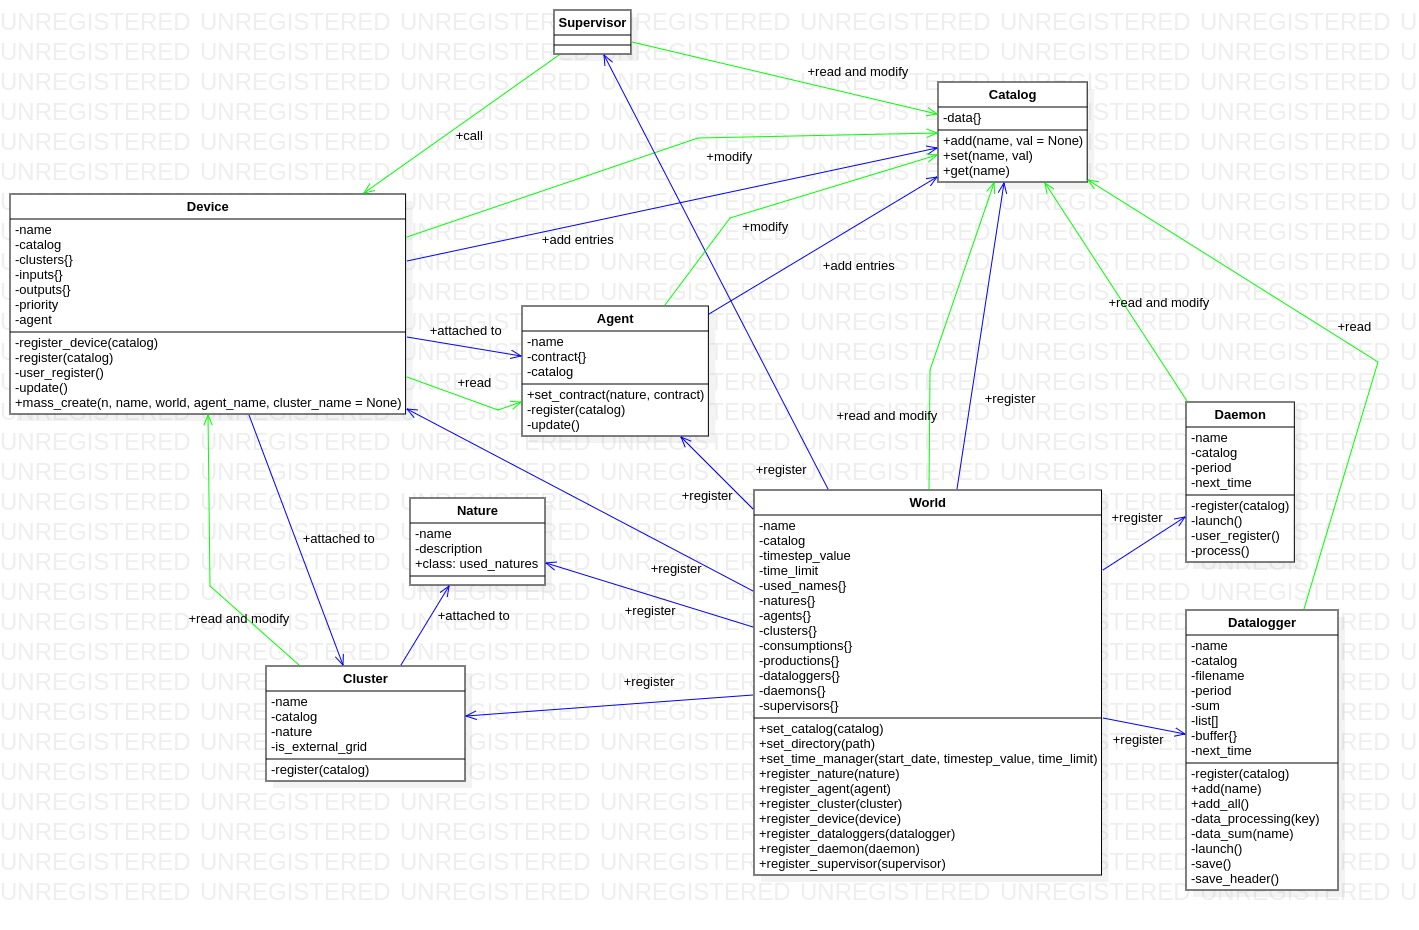 Supervisor
+read and modify
Catalog
-data{}
+add(name, val = None)
+set(name, val)
+get(name)
+call
+modify
Device
-name
-catalog
-clusters{}
-inputs{}
-outputs{}
-priority
-agent
-register_device(catalog)
-register(catalog)
-user_register()
-update()
+mass_create(n, name, world, agent_name, cluster_name = None)
+add entries
+modify
+add entries
+read and modify
+read
+attached to
+read
Agent
-name
-contract{}
-catalog
+set_contract(nature, contract)
-register(catalog)
-update()
+read and modify
+register
Daemon
-name
-catalog
-period
-next_time
-register(catalog)
-launch()
-user_register()
-process()
+register
+register
+register
Nature
-name
-description
+class: used_natures
+attached to
+register
+register
+attached to
+read and modify
World
-name
-catalog
-timestep_value
-time_limit
-used_names{}
-natures{}
-agents{}
-clusters{}
-consumptions{}
-productions{}
-dataloggers{}
-daemons{}
-supervisors{}
+set_catalog(catalog)
+set_directory(path)
+set_time_manager(start_date, timestep_value, time_limit)
+register_nature(nature)
+register_agent(agent)
+register_cluster(cluster)
+register_device(device)
+register_dataloggers(datalogger)
+register_daemon(daemon)
+register_supervisor(supervisor)
Cluster
-name
-catalog
-nature
-is_external_grid
-register(catalog)
+register
+register
Datalogger
-name
-catalog
-filename
-period
-sum
-list[]
-buffer{}
-next_time
-register(catalog)
+add(name)
+add_all()
-data_processing(key)
-data_sum(name)
-launch()
-save()
-save_header()
UNREGISTERED